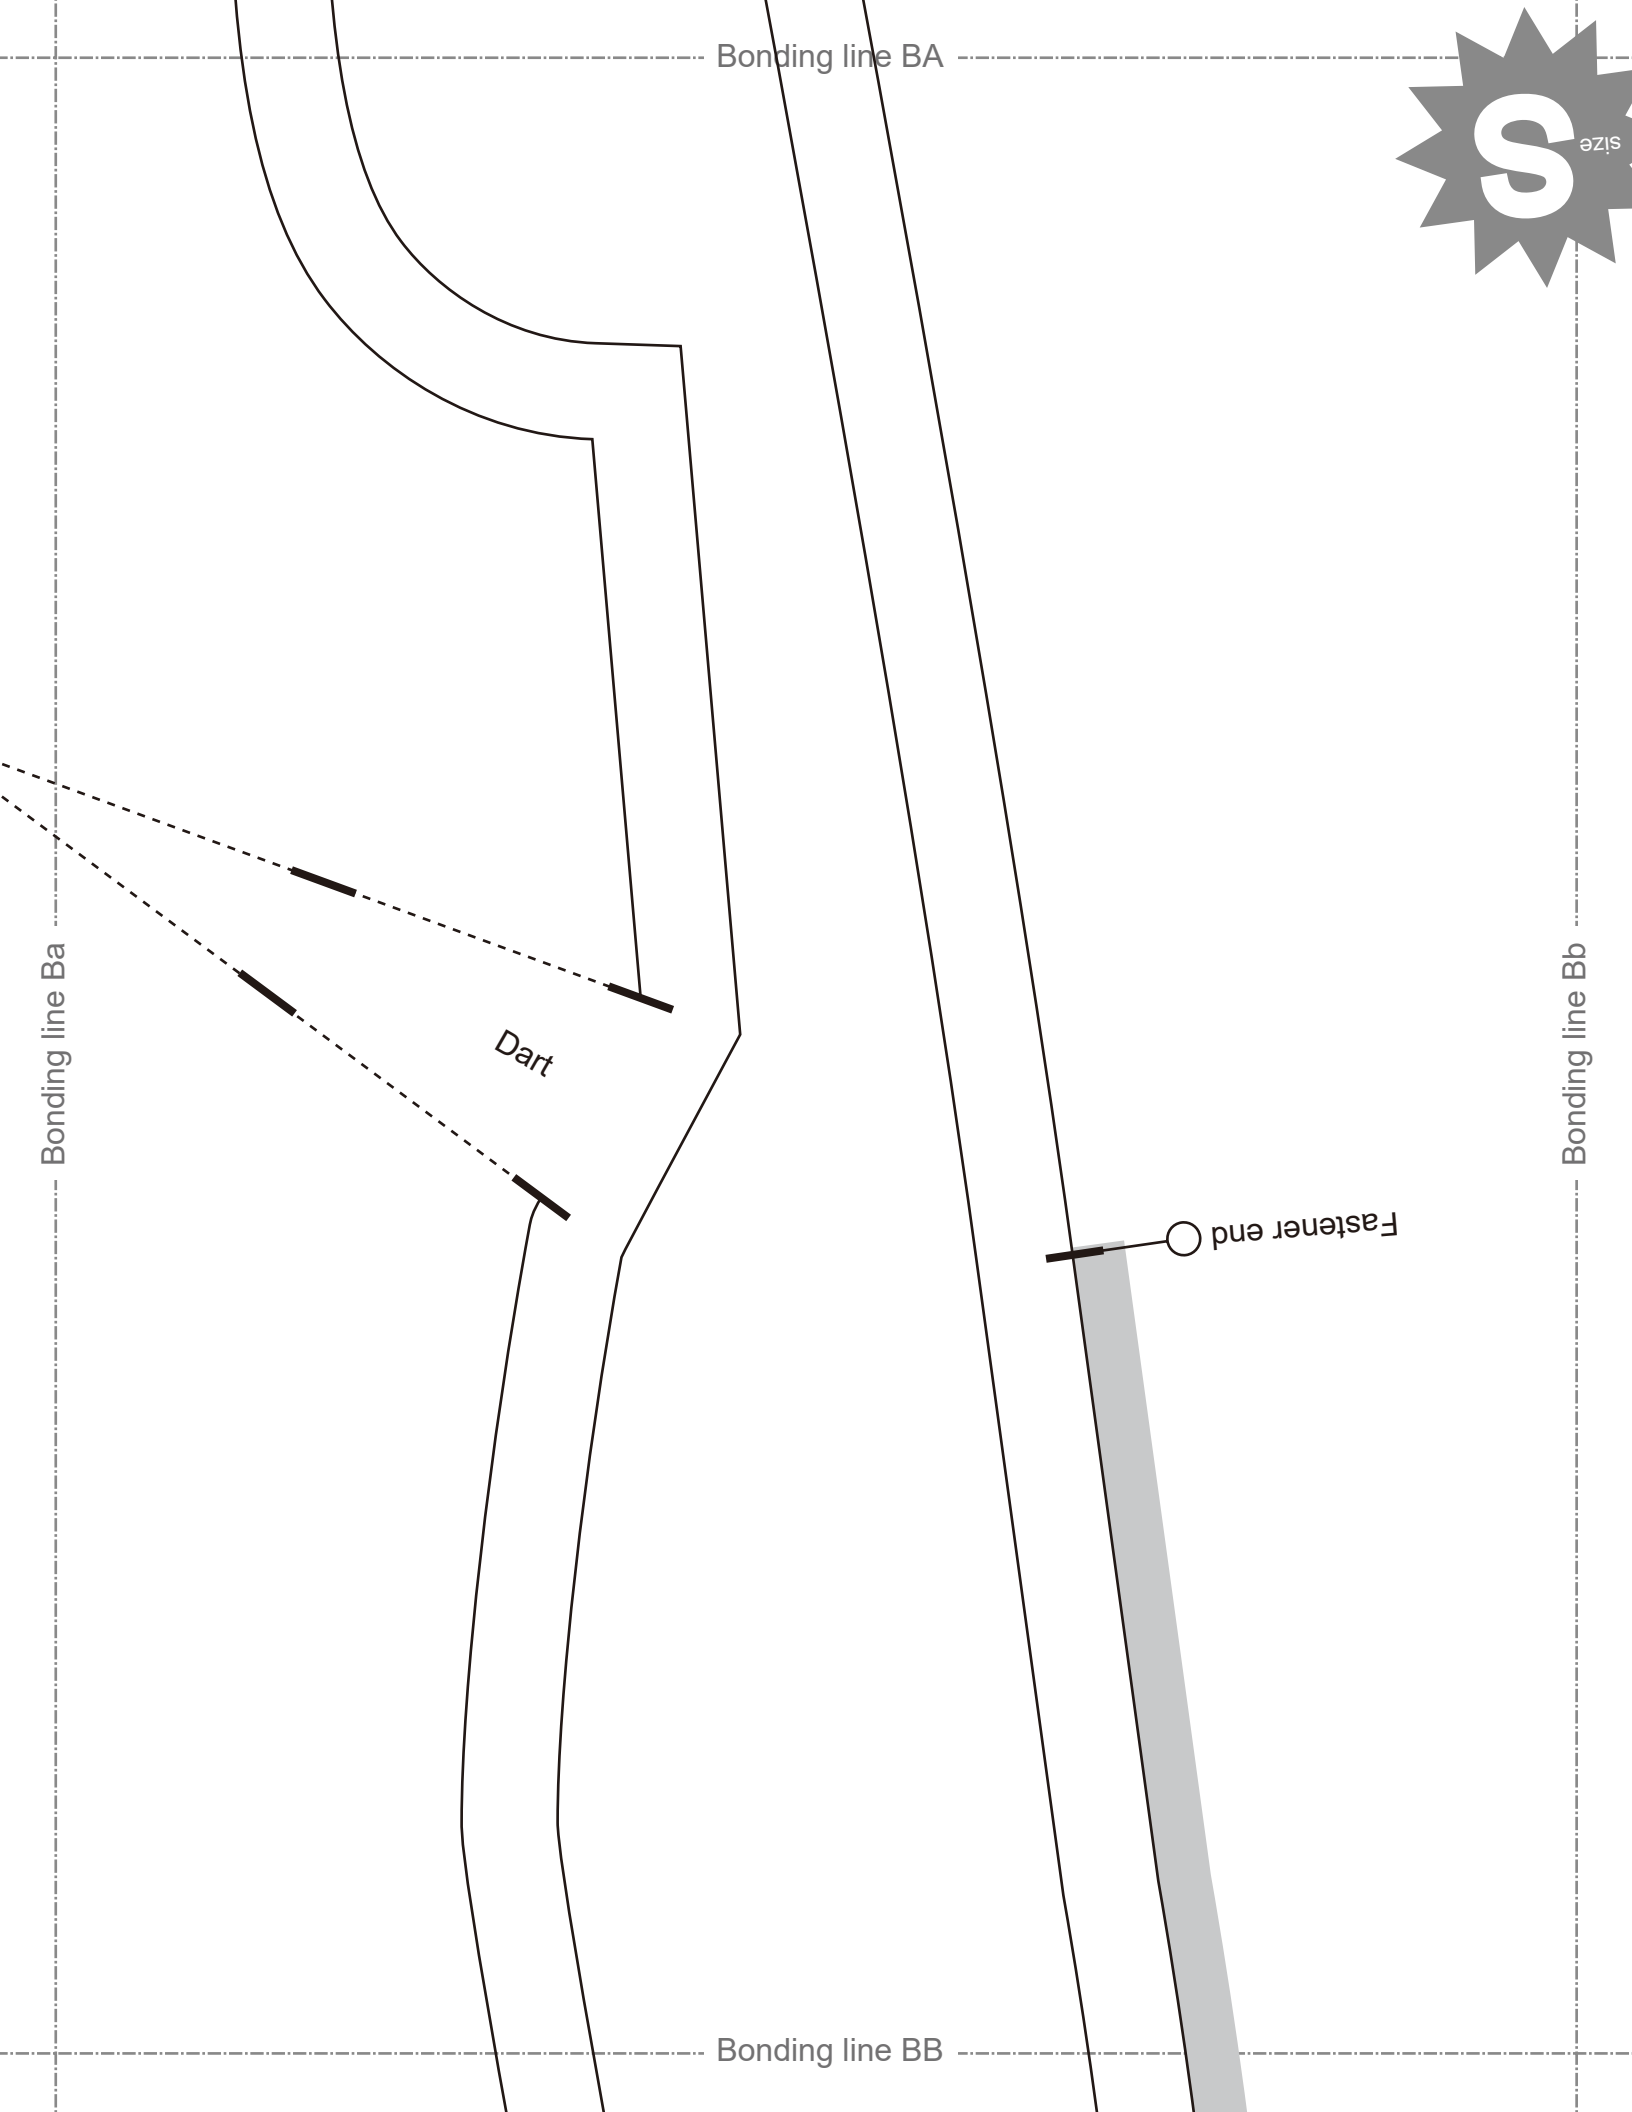 Bonding line BA
S
size
Bonding line Ba
Dart
Bonding line Bb
Fastener end
Bonding line BB